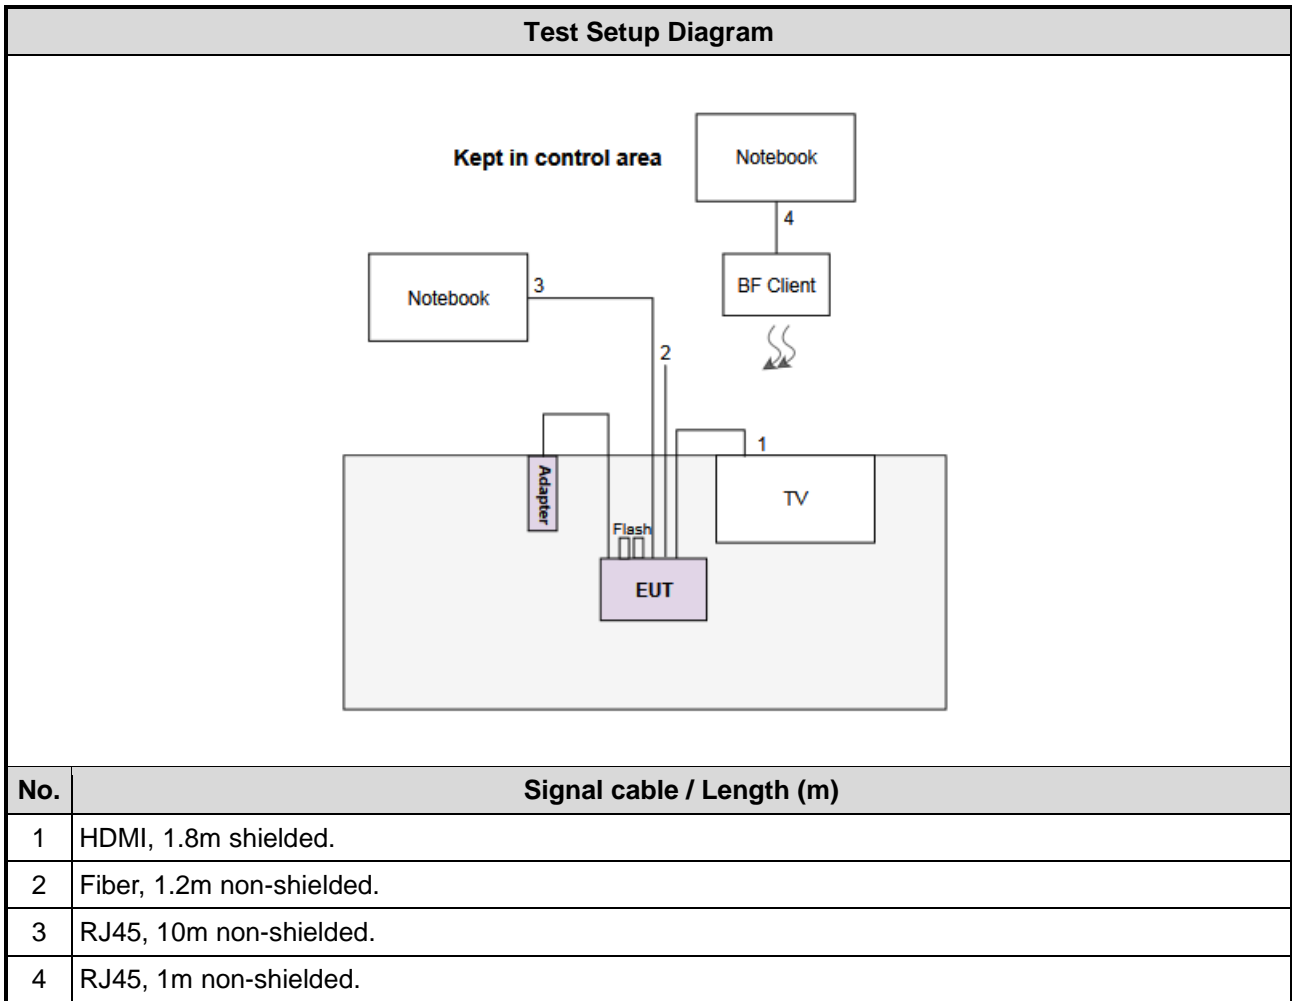 Test Setup Diagram
Kept in control area
Notebook
4
BF Client
Notebook
3
2
1
Adapter
TV
Flash
EUT
No. Signal cable / Length (m)
1 HDMI, 1.8m shielded.
2 Fiber, 1.2m non-shielded.
3 RJ45, 10m non-shielded.
4 RJ45, 1m non-shielded.